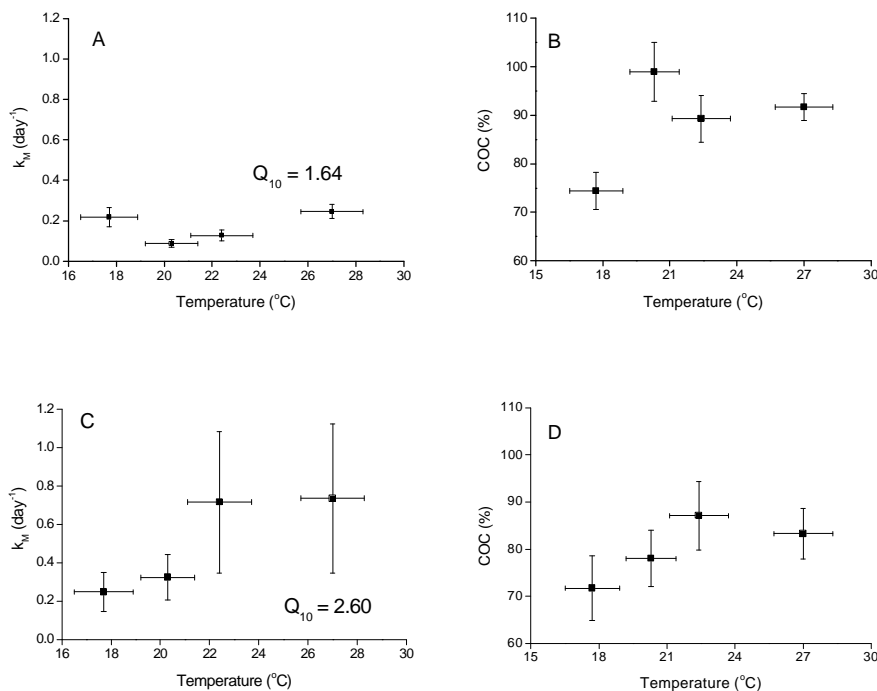 A
1.2
1.0
0.8
0.6
0.4
0.2
0.0
k_M (day⁻¹)
Q₁₀ = 1.64
16 18 20 22 24 26 28 30
Temperature (°C)
B
110
100
90
80
70
60
COC (%)
15 18 21 24 27 30
Temperature (°C)
C
1.2
1.0
0.8
0.6
0.4
0.2
0.0
k_M (day⁻¹)
Q₁₀ = 2.60
16 18 20 22 24 26 28 30
Temperature (°C)
D
110
100
90
80
70
60
COC (%)
15 18 21 24 27 30
Temperature (°C)